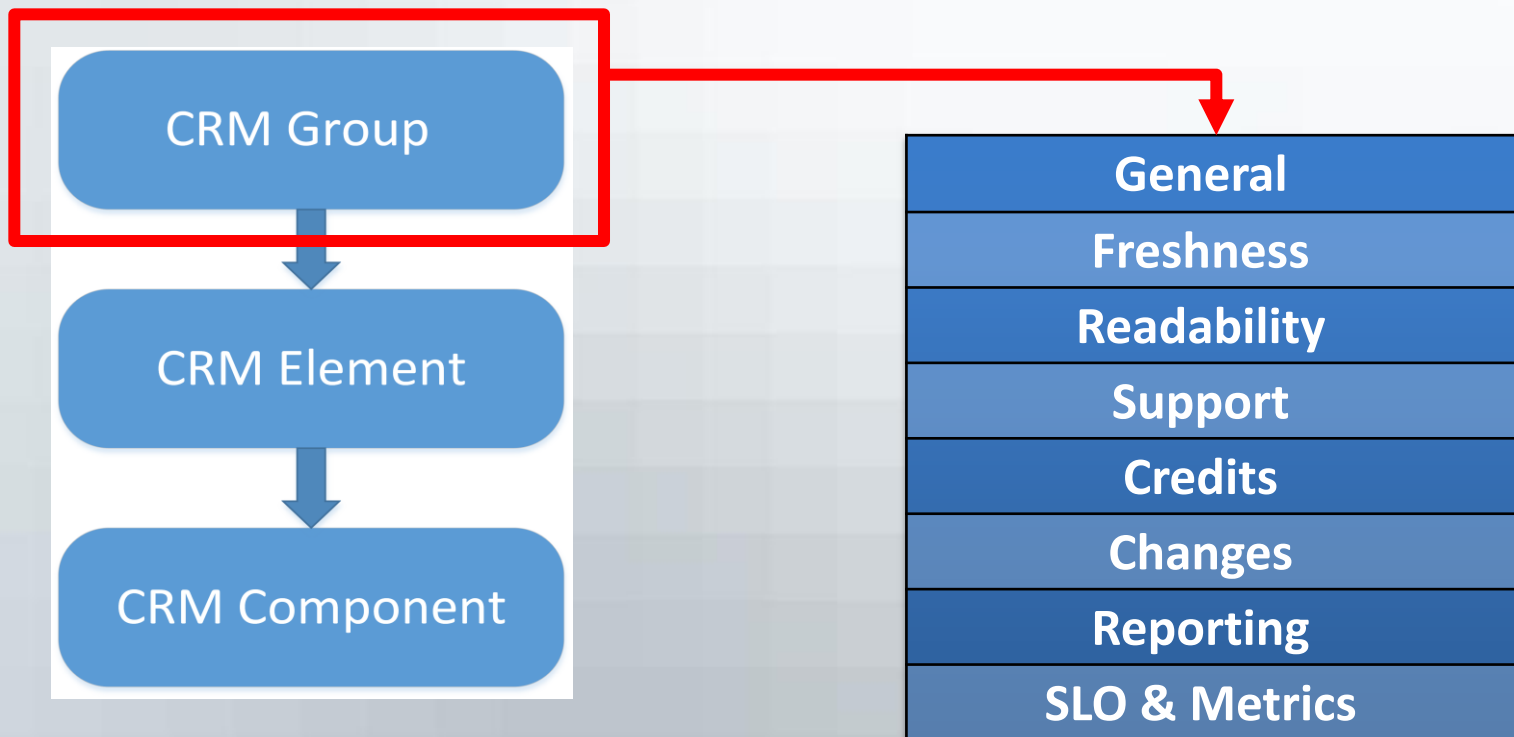 CRM Group
CRM Element
CRM Component
General
Freshness
Readability
Support
Credits
Changes
Reporting
SLO & Metrics